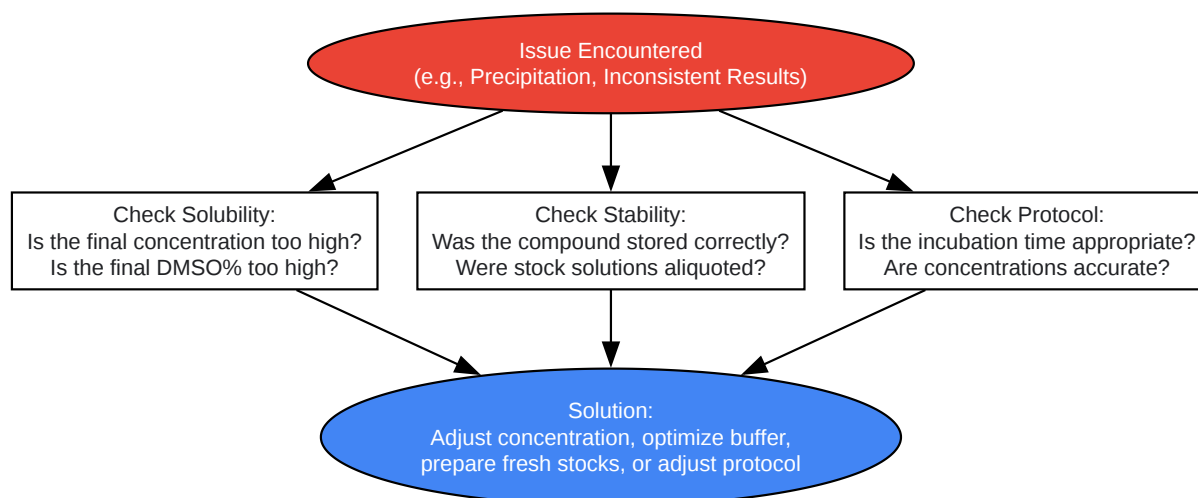 Issue Encountered
(e.g., Precipitation, Inconsistent Results)
Check Solubility:
Is the final concentration too high?
Is the final DMSO% too high?
Check Stability:
Was the compound stored correctly?
Were stock solutions aliquoted?
Check Protocol:
Is the incubation time appropriate?
Are concentrations accurate?
Solution:
Adjust concentration, optimize buffer,
prepare fresh stocks, or adjust protocol